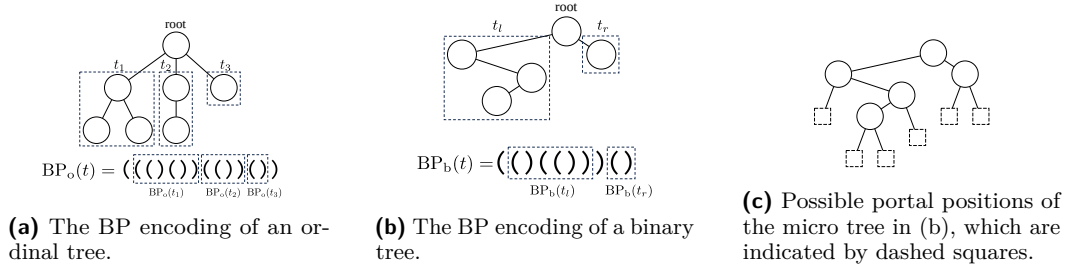 root
t1 t2 t3
BPo(t) = ((()())(())())
BPo(t1) BPo(t2) BPo(t3)
(a) The BP encoding of an or-
dinal tree.
root
tl tr
BPb(t) =(()(()))()
BPb(tl) BPb(tr)
(b) The BP encoding of a binary
tree.
(c) Possible portal positions of
the micro tree in (b), which are
indicated by dashed squares.